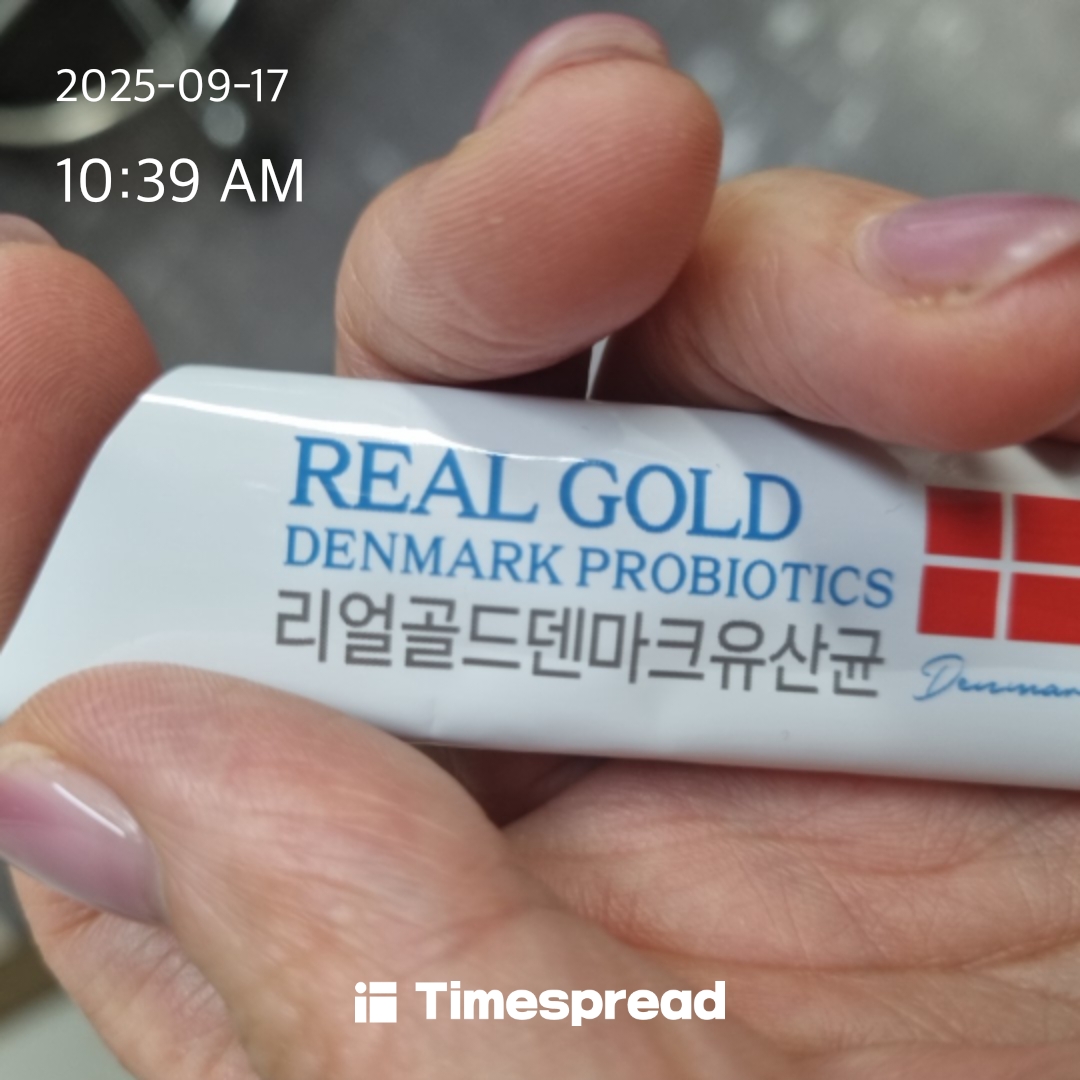 2025-09-17
10:39 AM
REAL GOLD
DENMARK PROBIOTICS
리얼골드덴마크유산균
Timespread